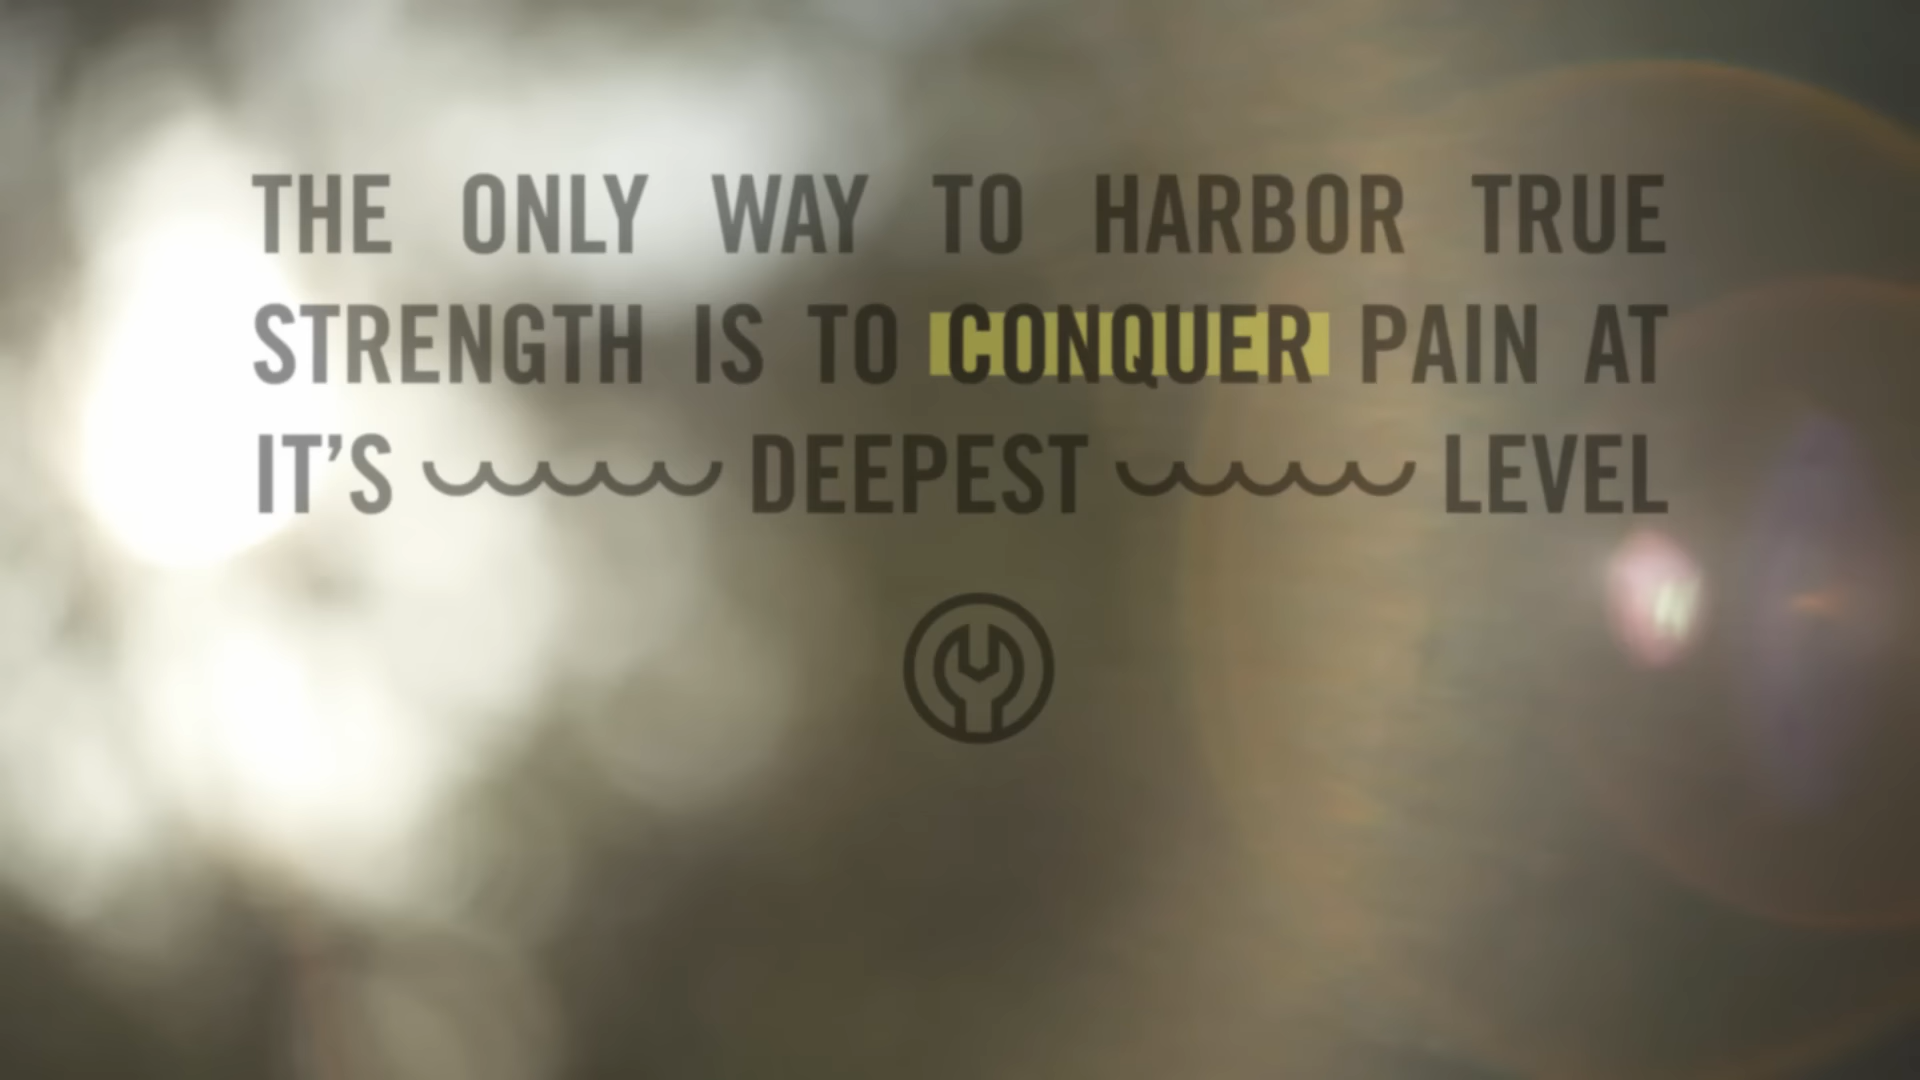 THE ONLY WAY TO HARBOR TRUE
STRENGTH IS TO CONQUER PAIN AT
IT’S DEEPEST LEVEL